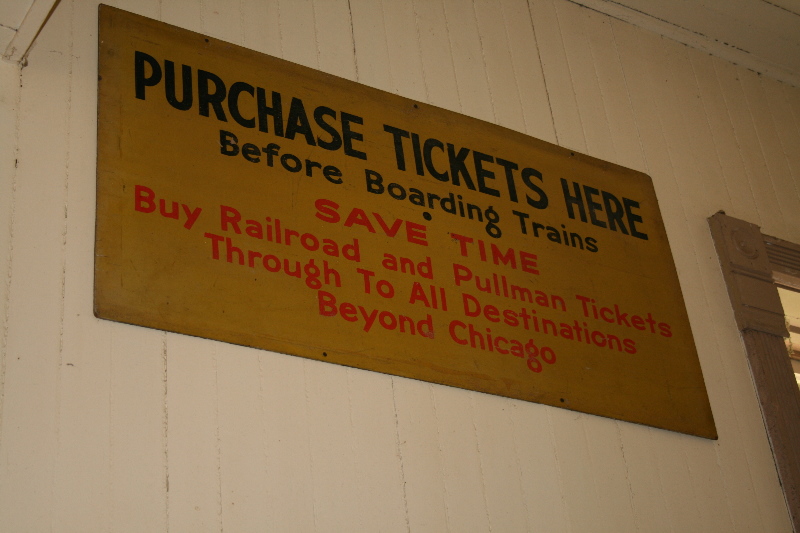 PURCHASE TICKETS HERE
Before Boarding Trains
SAVE TIME
Buy Railroad and Pullman Tickets
Through To All Destinations
Beyond Chicago